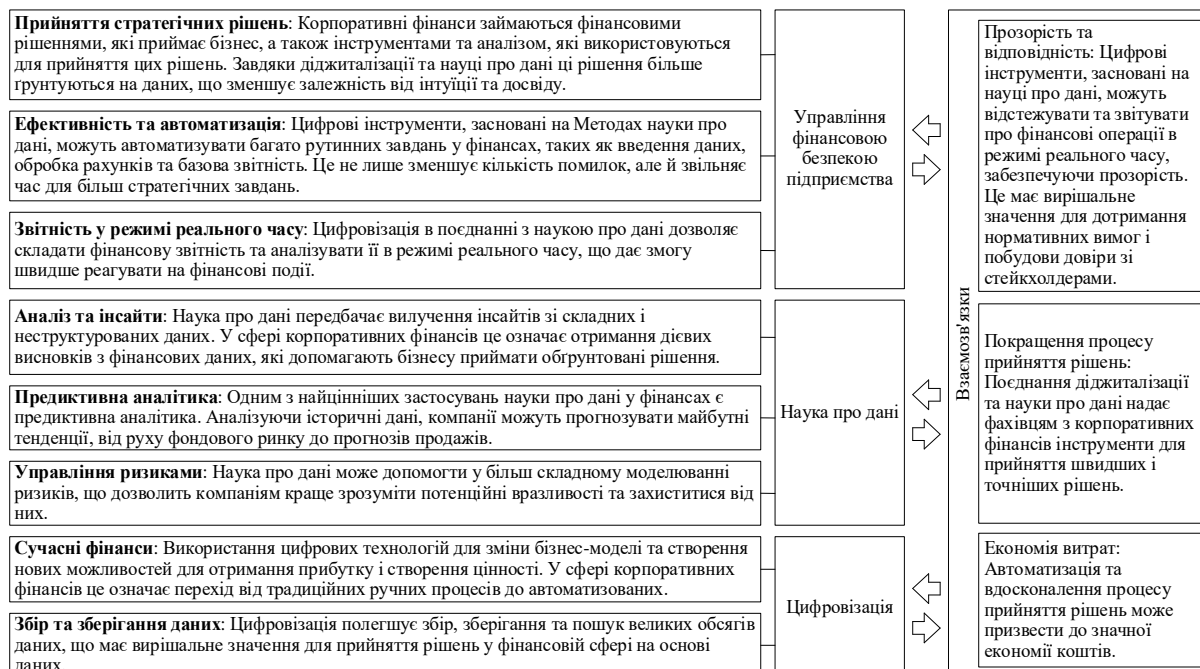 Прийняття стратегічних рішень: Корпоративні фінанси займаються фінансовими
рішеннями, які приймає бізнес, а також інструментами та аналізом, які використовуються
для прийняття цих рішень. Завдяки діджиталізації та науці про дані ці рішення більше
ґрунтуються на даних, що зменшує залежність від інтуїції та досвіду.
Ефективність та автоматизація: Цифрові інструменти, засновані на Методах науки про
дані, можуть автоматизувати багато рутинних завдань у фінансах, таких як введення даних,
обробка рахунків та базова звітність. Це не лише зменшує кількість помилок, але й звільняє
час для більш стратегічних завдань.
Звітність у режимі реального часу: Цифровізація в поєднанні з наукою про дані дозволяє
складати фінансову звітність та аналізувати її в режимі реального часу, що дає змогу
швидше реагувати на фінансові події.
Аналіз та інсайти: Наука про дані передбачає вилучення інсайтів зі складних і
неструктурованих даних. У сфері корпоративних фінансів це означає отримання дієвих
висновків з фінансових даних, які допомагають бізнесу приймати обґрунтовані рішення.
Предиктивна аналітика: Одним з найцінніших застосувань науки про дані у фінансах є
предиктивна аналітика. Аналізуючи історичні дані, компанії можуть прогнозувати майбутні
тенденції, від руху фондового ринку до прогнозів продажів.
Управління ризиками: Наука про дані може допомогти у більш складному моделюванні
ризиків, що дозволить компаніям краще зрозуміти потенційні вразливості та захиститися від
них.
Сучасні фінанси: Використання цифрових технологій для зміни бізнес-моделі та створення
нових можливостей для отримання прибутку і створення цінності. У сфері корпоративних
фінансів це означає перехід від традиційних ручних процесів до автоматизованих.
Збір та зберігання даних: Цифровізація полегшує збір, зберігання та пошук великих обсягів
даних, що має вирішальне значення для прийняття рішень у фінансовій сфері на основі
даних.
Управління
фінансовою
безпекою
підприємства
Наука про дані
Цифровізація
Взаємозв'язки
Прозорість та
відповідність: Цифрові
інструменти, засновані на
науці про дані, можуть
відстежувати та звітувати
про фінансові операції в
режимі реального часу,
забезпечуючи прозорість.
Це має вирішальне
значення для дотримання
нормативних вимог і
побудови довіри зі
стейкхолдерами.
Покращення процесу
прийняття рішень:
Поєднання діджиталізації
та науки про дані надає
фахівцям з корпоративних
фінансів інструменти для
прийняття швидших і
точніших рішень.
Економія витрат:
Автоматизація та
вдосконалення процесу
прийняття рішень може
призвести до значної
економії коштів.